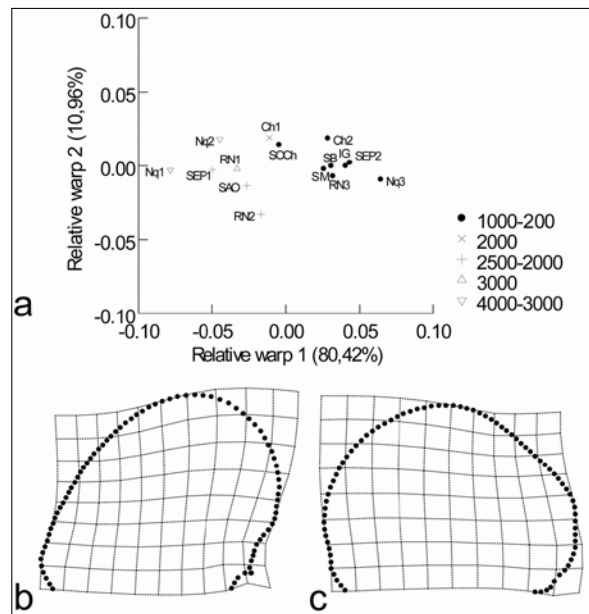 0.10
0.05
0.00
-0.05
-0.10
Relative warp 2 (10,96%)
Ch1
Nq2
SOCh
Ch2
RN1
SB
IG
SEP2
Nq1
SEP1
SM
RN3
Nq3
SAO
RN2
1000-200
2000
2500-2000
3000
4000-3000
a
-0.10
-0.05
0.00
0.05
0.10
Relative warp 1 (80,42%)
b
c